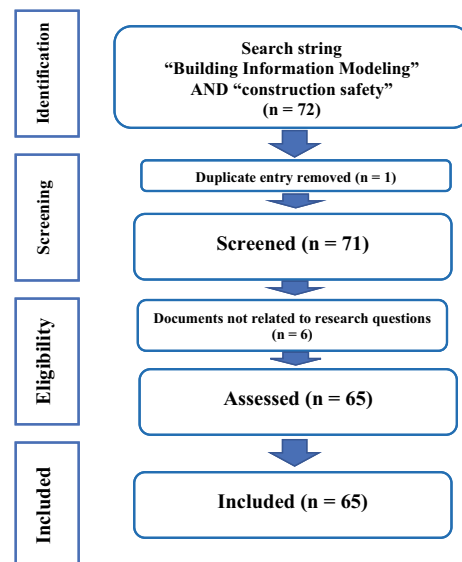 Identification
Search string
“Building Information Modeling”
AND “construction safety”
(n = 72)
Screening
Duplicate entry removed (n = 1)
Screened (n = 71)
Eligibility
Documents not related to research questions
(n = 6)
Assessed (n = 65)
Included
Included (n = 65)